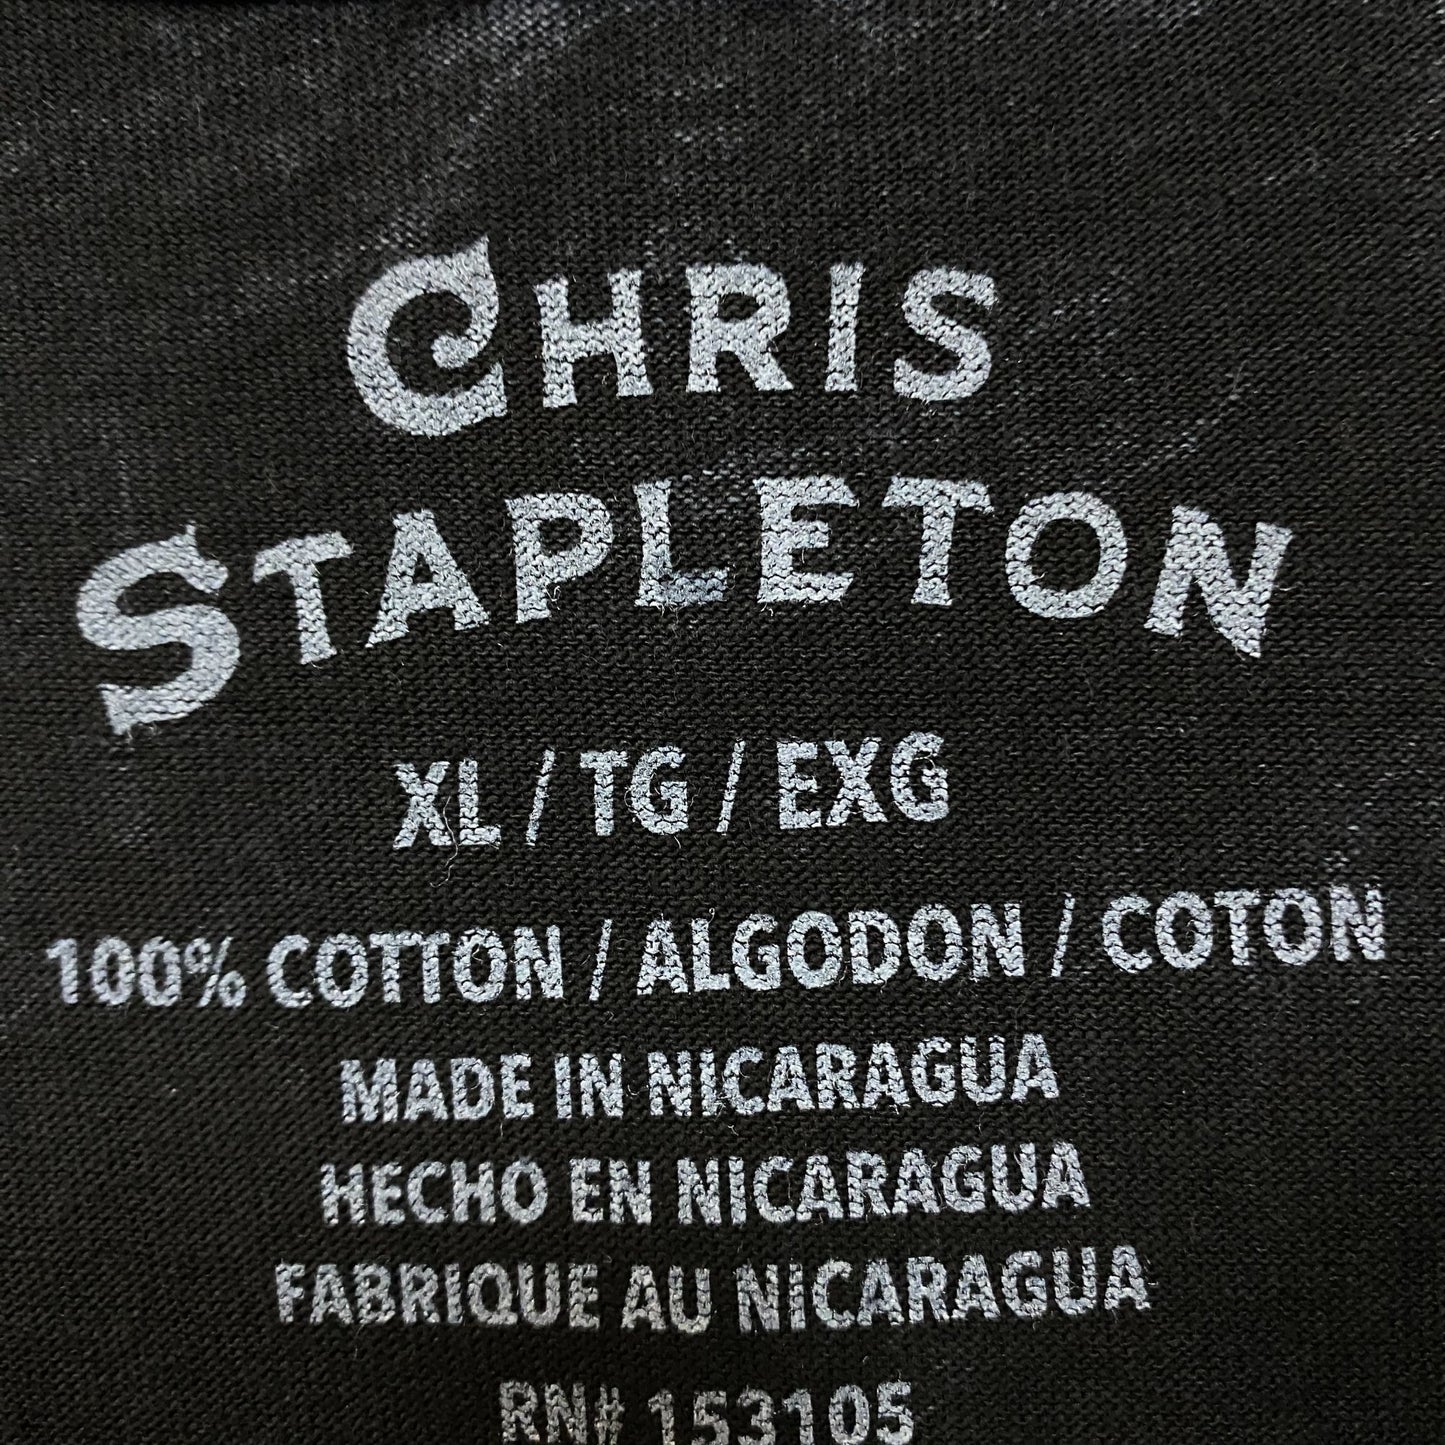 CHRIS
STAPLETON
XL / TG / EXG
100% COTTON / ALGODON / COTON
MADE IN NICARAGUA
HECHO EN NICARAGUA
FABRIQUE AU NICARAGUA
RN# 153105